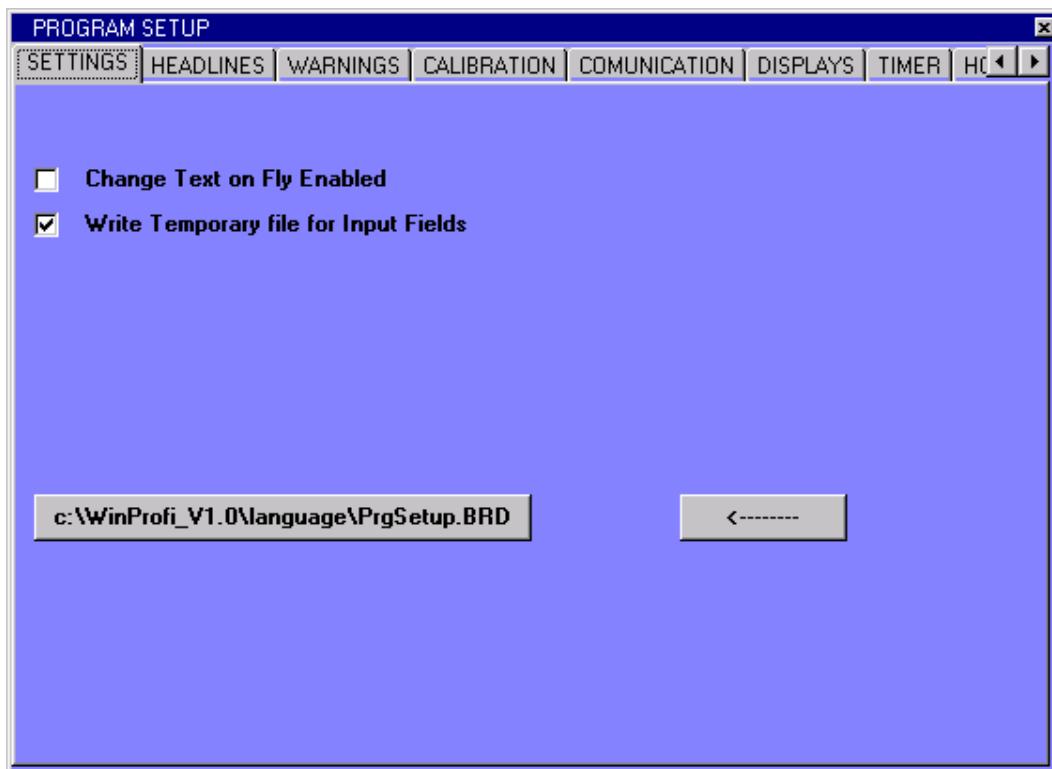 PROGRAM SETUP
SETTINGS HEADLINES WARNINGS CALIBRATION COMUNICATION DISPLAYS TIMER
Change Text on Fly Enabled
Write Temporary file for Input Fields
c:\WinProfi_V1.0\language\PrgSetup.BRD <--------